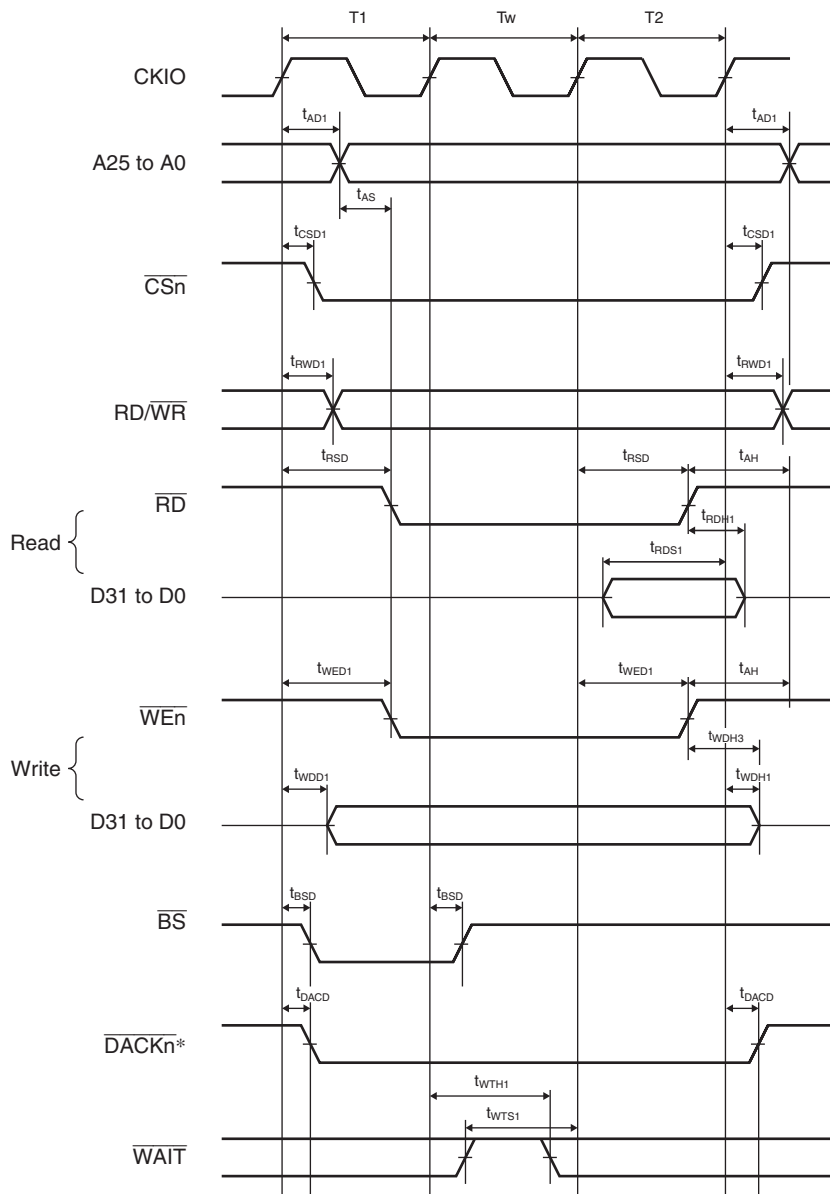 T1 Tw T2
CKIO
tAD1 tAD1
A25 to A0
tAS
tCSD1 tCSD1
CSn
tRWD1 tRWD1
RD/WR
tRSD tRSD tAH
RD
tRDH1
Read
tRDS1
D31 to D0
tWED1 tWED1 tAH
WEn
tWDH3
Write
tWDD1 tWDH1
D31 to D0
tBSD tBSD
BS
tDACD tDACD
DACKn*
tWTH1
tWTS1
WAIT